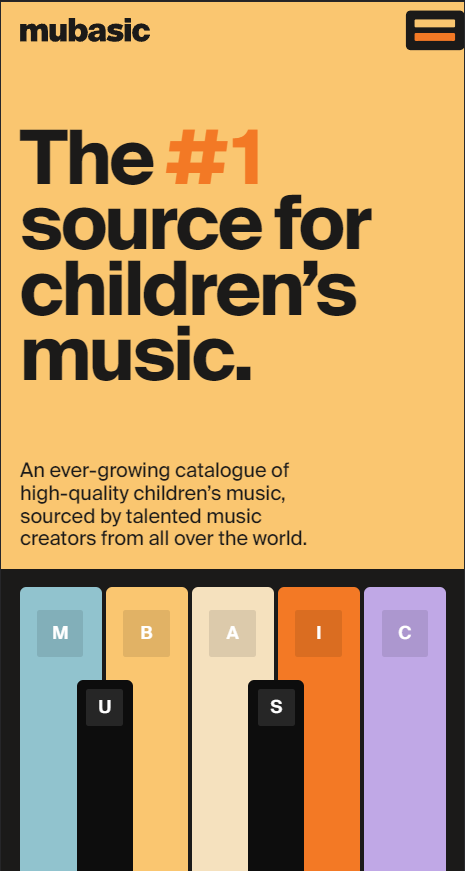 mubasic
The #1
source for
children’s
music.
An ever-growing catalogue of
high-quality children’s music,
sourced by talented music
creators from all over the world.
M B A I C
U S